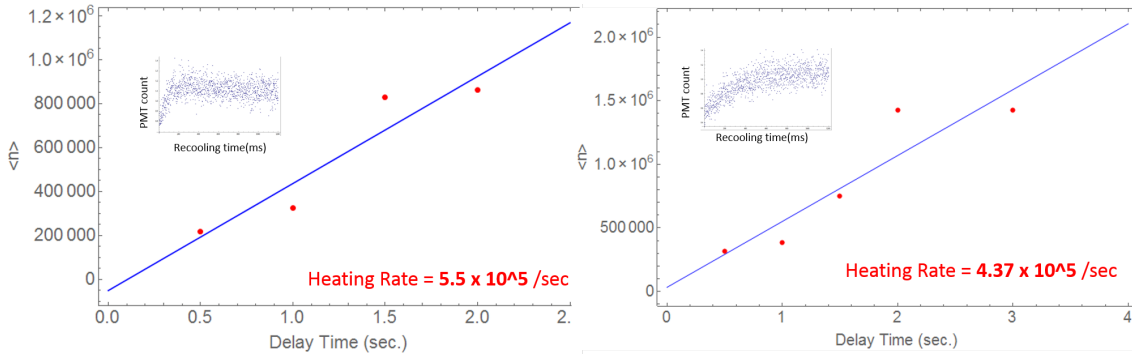 1.2 × 10^6
1.0 × 10^6
800 000
600 000
400 000
200 000
0
<n>
PMT count
Recooling time(ms)
Heating Rate = 5.5 x 10^5 /sec
0.0 0.5 1.0 1.5 2.0 2.
Delay Time (sec.)
2.0 × 10^6
1.5 × 10^6
1.0 × 10^6
500 000
0
<n>
PMT count
Recooling time(ms)
Heating Rate = 4.37 x 10^5 /sec
0 1 2 3 4
Delay Time (sec.)